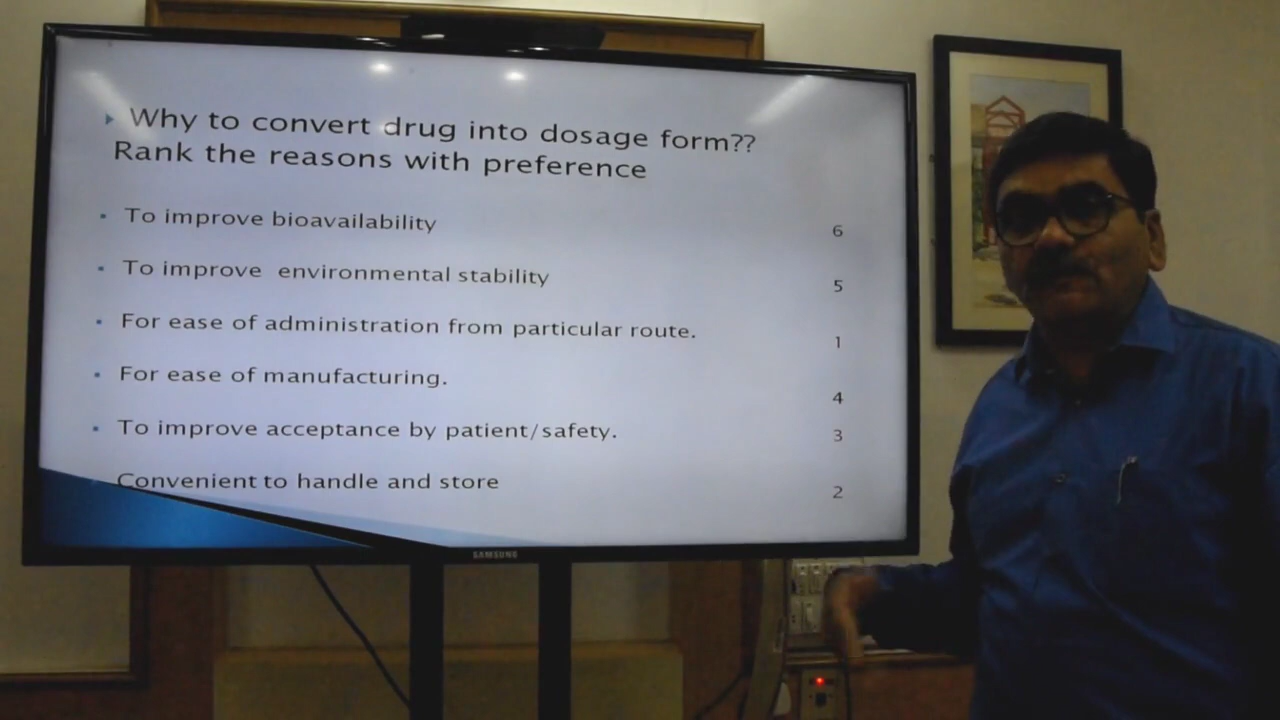 Why to convert drug into dosage form??
Rank the reasons with preference
To improve bioavailability 6
To improve environmental stability 5
For ease of administration from particular route. 1
For ease of manufacturing. 4
To improve acceptance by patient/safety. 3
Convenient to handle and store 2
SAMSUNG